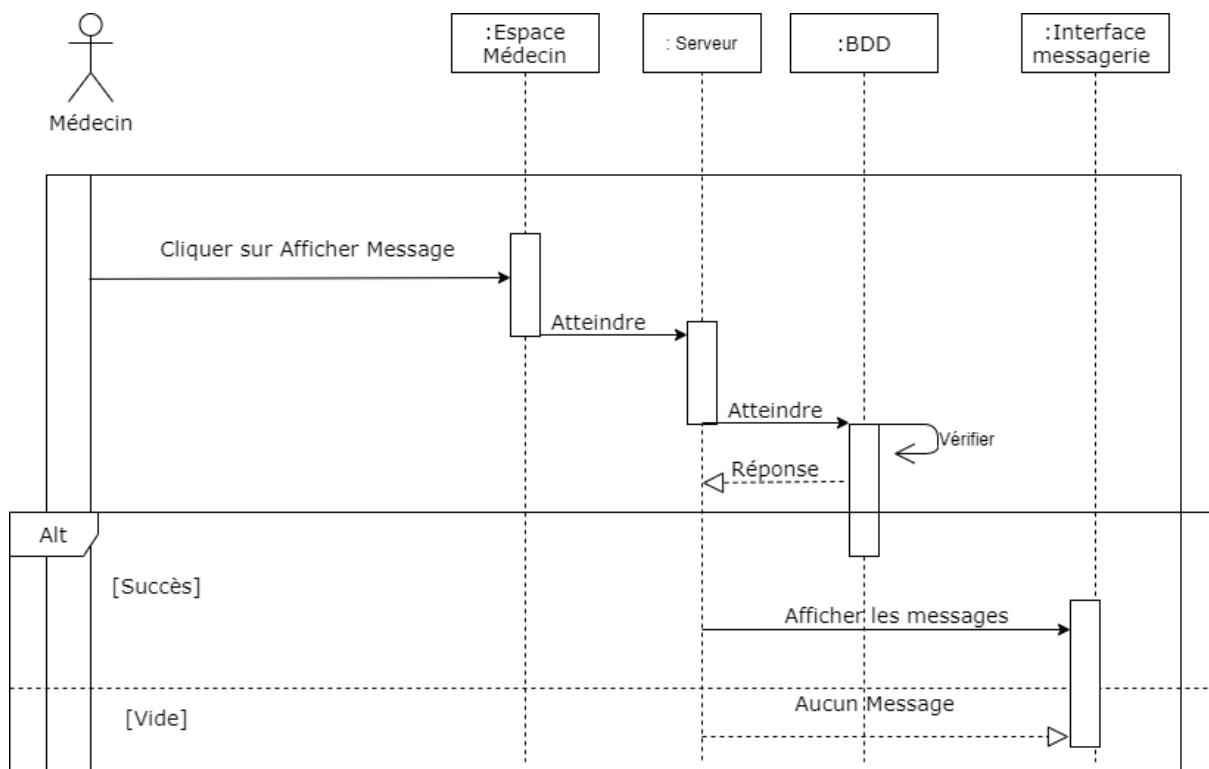 :Espace
Médecin
: Serveur
:BDD
:Interface
messagerie
Médecin
Cliquer sur Afficher Message
Atteindre
Atteindre
Vérifier
Réponse
Alt
[Succès]
Afficher les messages
Aucun Message
[Vide]